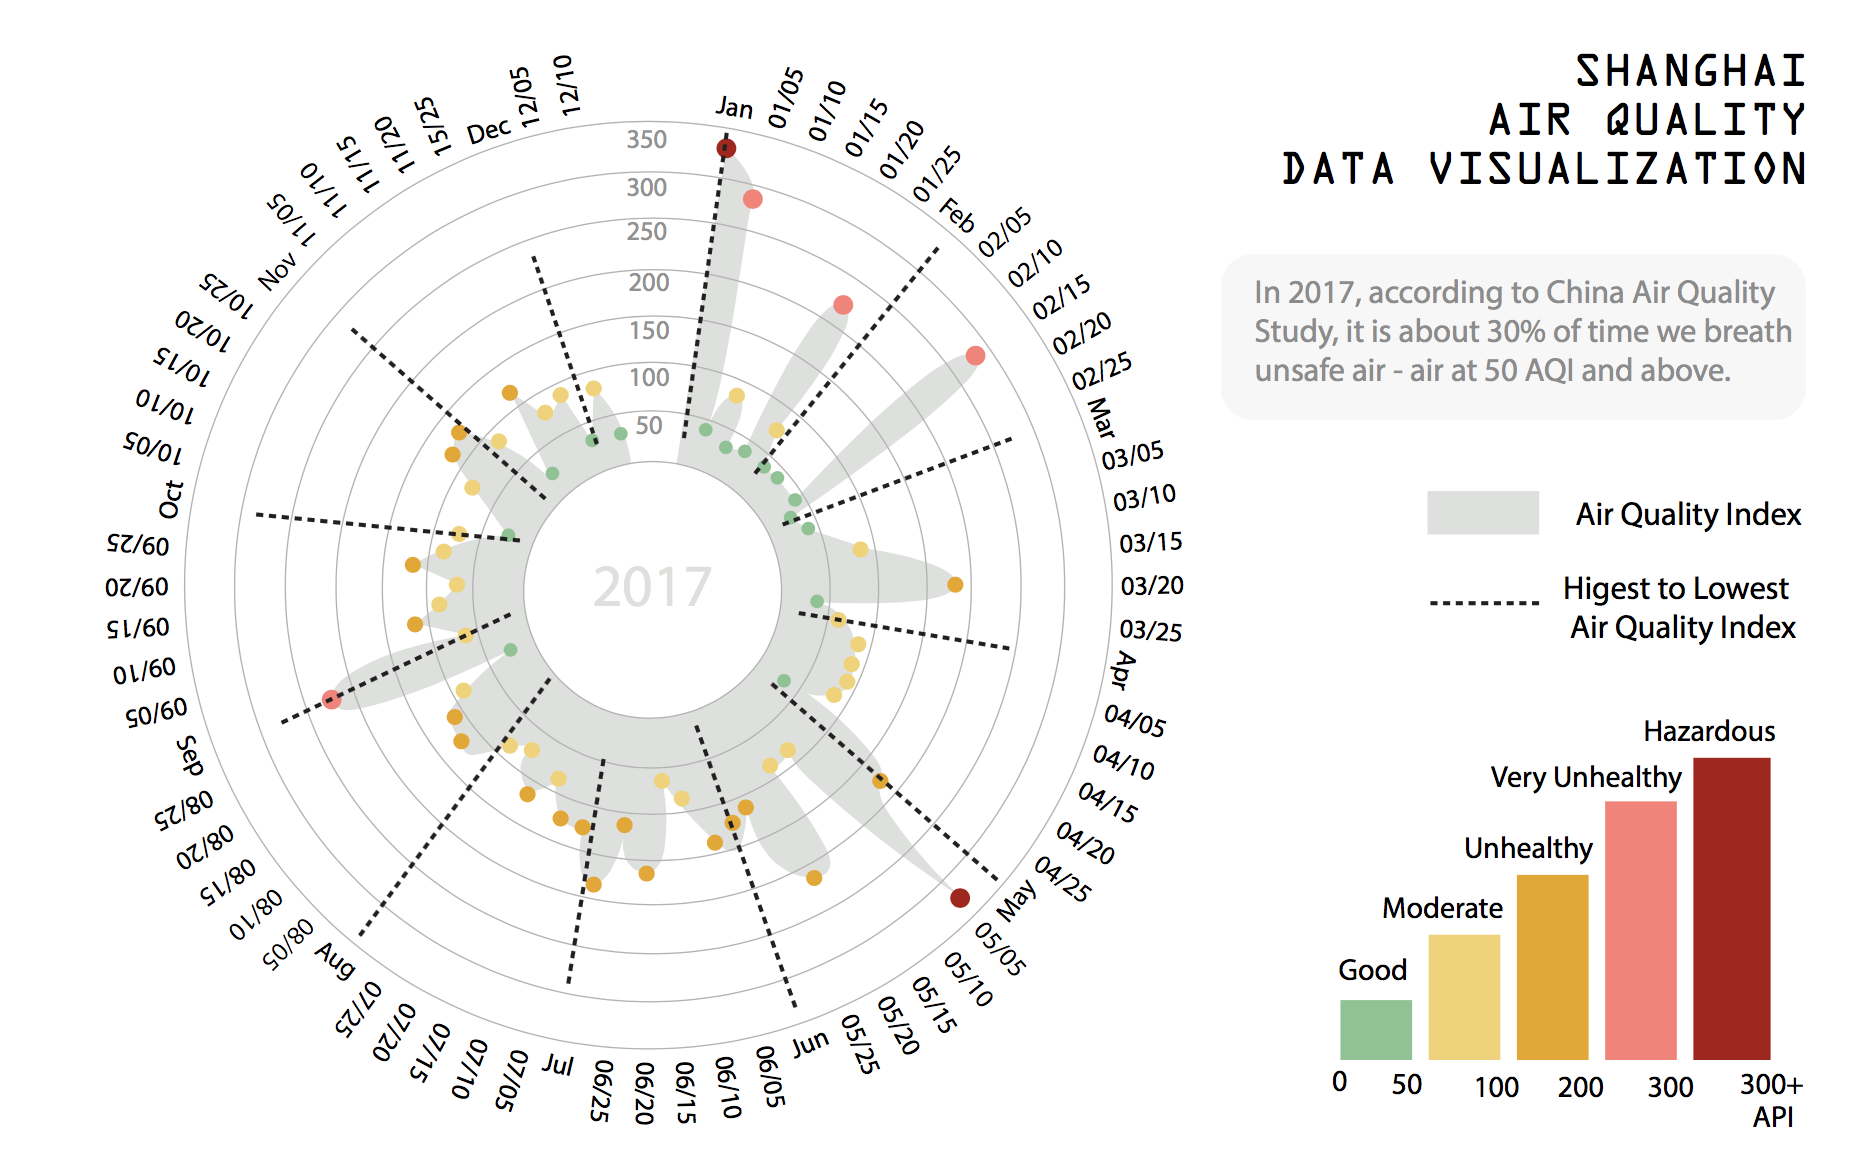 SHANGHAI
AIR QUALITY
DATA VISUALIZATION
In 2017, according to China Air Quality
Study, it is about 30% of time we breath
unsafe air - air at 50 AQI and above.
Air Quality Index
Higest to Lowest
Air Quality Index
Hazardous
Very Unhealthy
Unhealthy
Moderate
Good
0
50
100
200
300
300+
API
350
300
250
200
150
100
50
2017
Jan
01/05
01/10
01/15
01/20
01/25
Feb
02/05
02/10
02/15
02/20
02/25
Mar
03/05
03/10
03/15
03/20
03/25
Apr
04/05
04/10
04/15
04/20
04/25
May
05/05
05/10
05/15
05/20
05/25
Jun
06/05
06/10
06/15
06/20
06/25
Jul
07/05
07/10
07/15
07/20
07/25
Aug
08/05
08/10
08/15
08/20
08/25
Sep
09/05
09/10
09/15
09/20
09/25
Oct
10/05
10/10
10/15
10/20
10/25
Nov
11/05
11/10
11/15
11/20
15/25
Dec
12/05
12/10